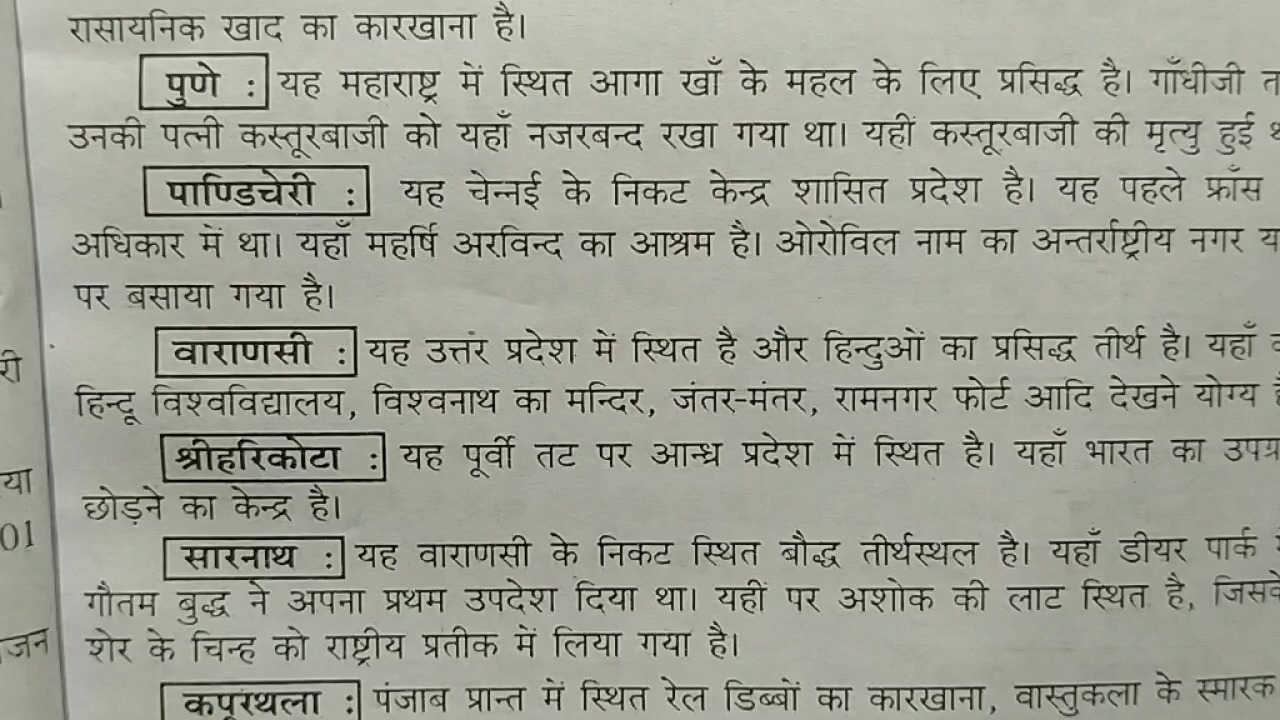 रासायनिक खाद का कारखाना है।
पुणे : यह महाराष्ट्र में स्थित आगा खाँ के महल के लिए प्रसिद्ध है। गाँधीजी
उनकी पत्नी कस्तूरबाजी को यहाँ नजरबन्द रखा गया था। यहीं कस्तूरबाजी की मृत्यु हुई
पाण्डिचेरी : यह चेन्नई के निकट केन्द्र शासित प्रदेश है। यह पहले फ्राँस
अधिकार में था। यहाँ महर्षि अरविन्द का आश्रम है। ओरोविल नाम का अन्तर्राष्ट्रीय नगर
पर बसाया गया है।
री
वाराणसी : यह उत्तर प्रदेश में स्थित है और हिन्दुओं का प्रसिद्ध तीर्थ है। यहाँ
हिन्दू विश्वविद्यालय, विश्वनाथ का मन्दिर, जंतर-मंतर, रामनगर फोर्ट आदि देखने योग्य
श्रीहरिकोटा : यह पूर्वी तट पर आन्ध्र प्रदेश में स्थित है। यहाँ भारत का
या
छोड़ने का केन्द्र है।
01
सारनाथ : यह वाराणसी के निकट स्थित बौद्ध तीर्थस्थल है। यहाँ डीयर पार्क
गौतम बुद्ध ने अपना प्रथम उपदेश दिया था। यहीं पर अशोक की लाट स्थित है,
जन
शेर के चिन्ह को राष्ट्रीय प्रतीक में लिया गया है।
कपूरथला : पंजाब प्रान्त में स्थित रेल डिब्बों का कारखाना, वास्तुकला के स्मारक